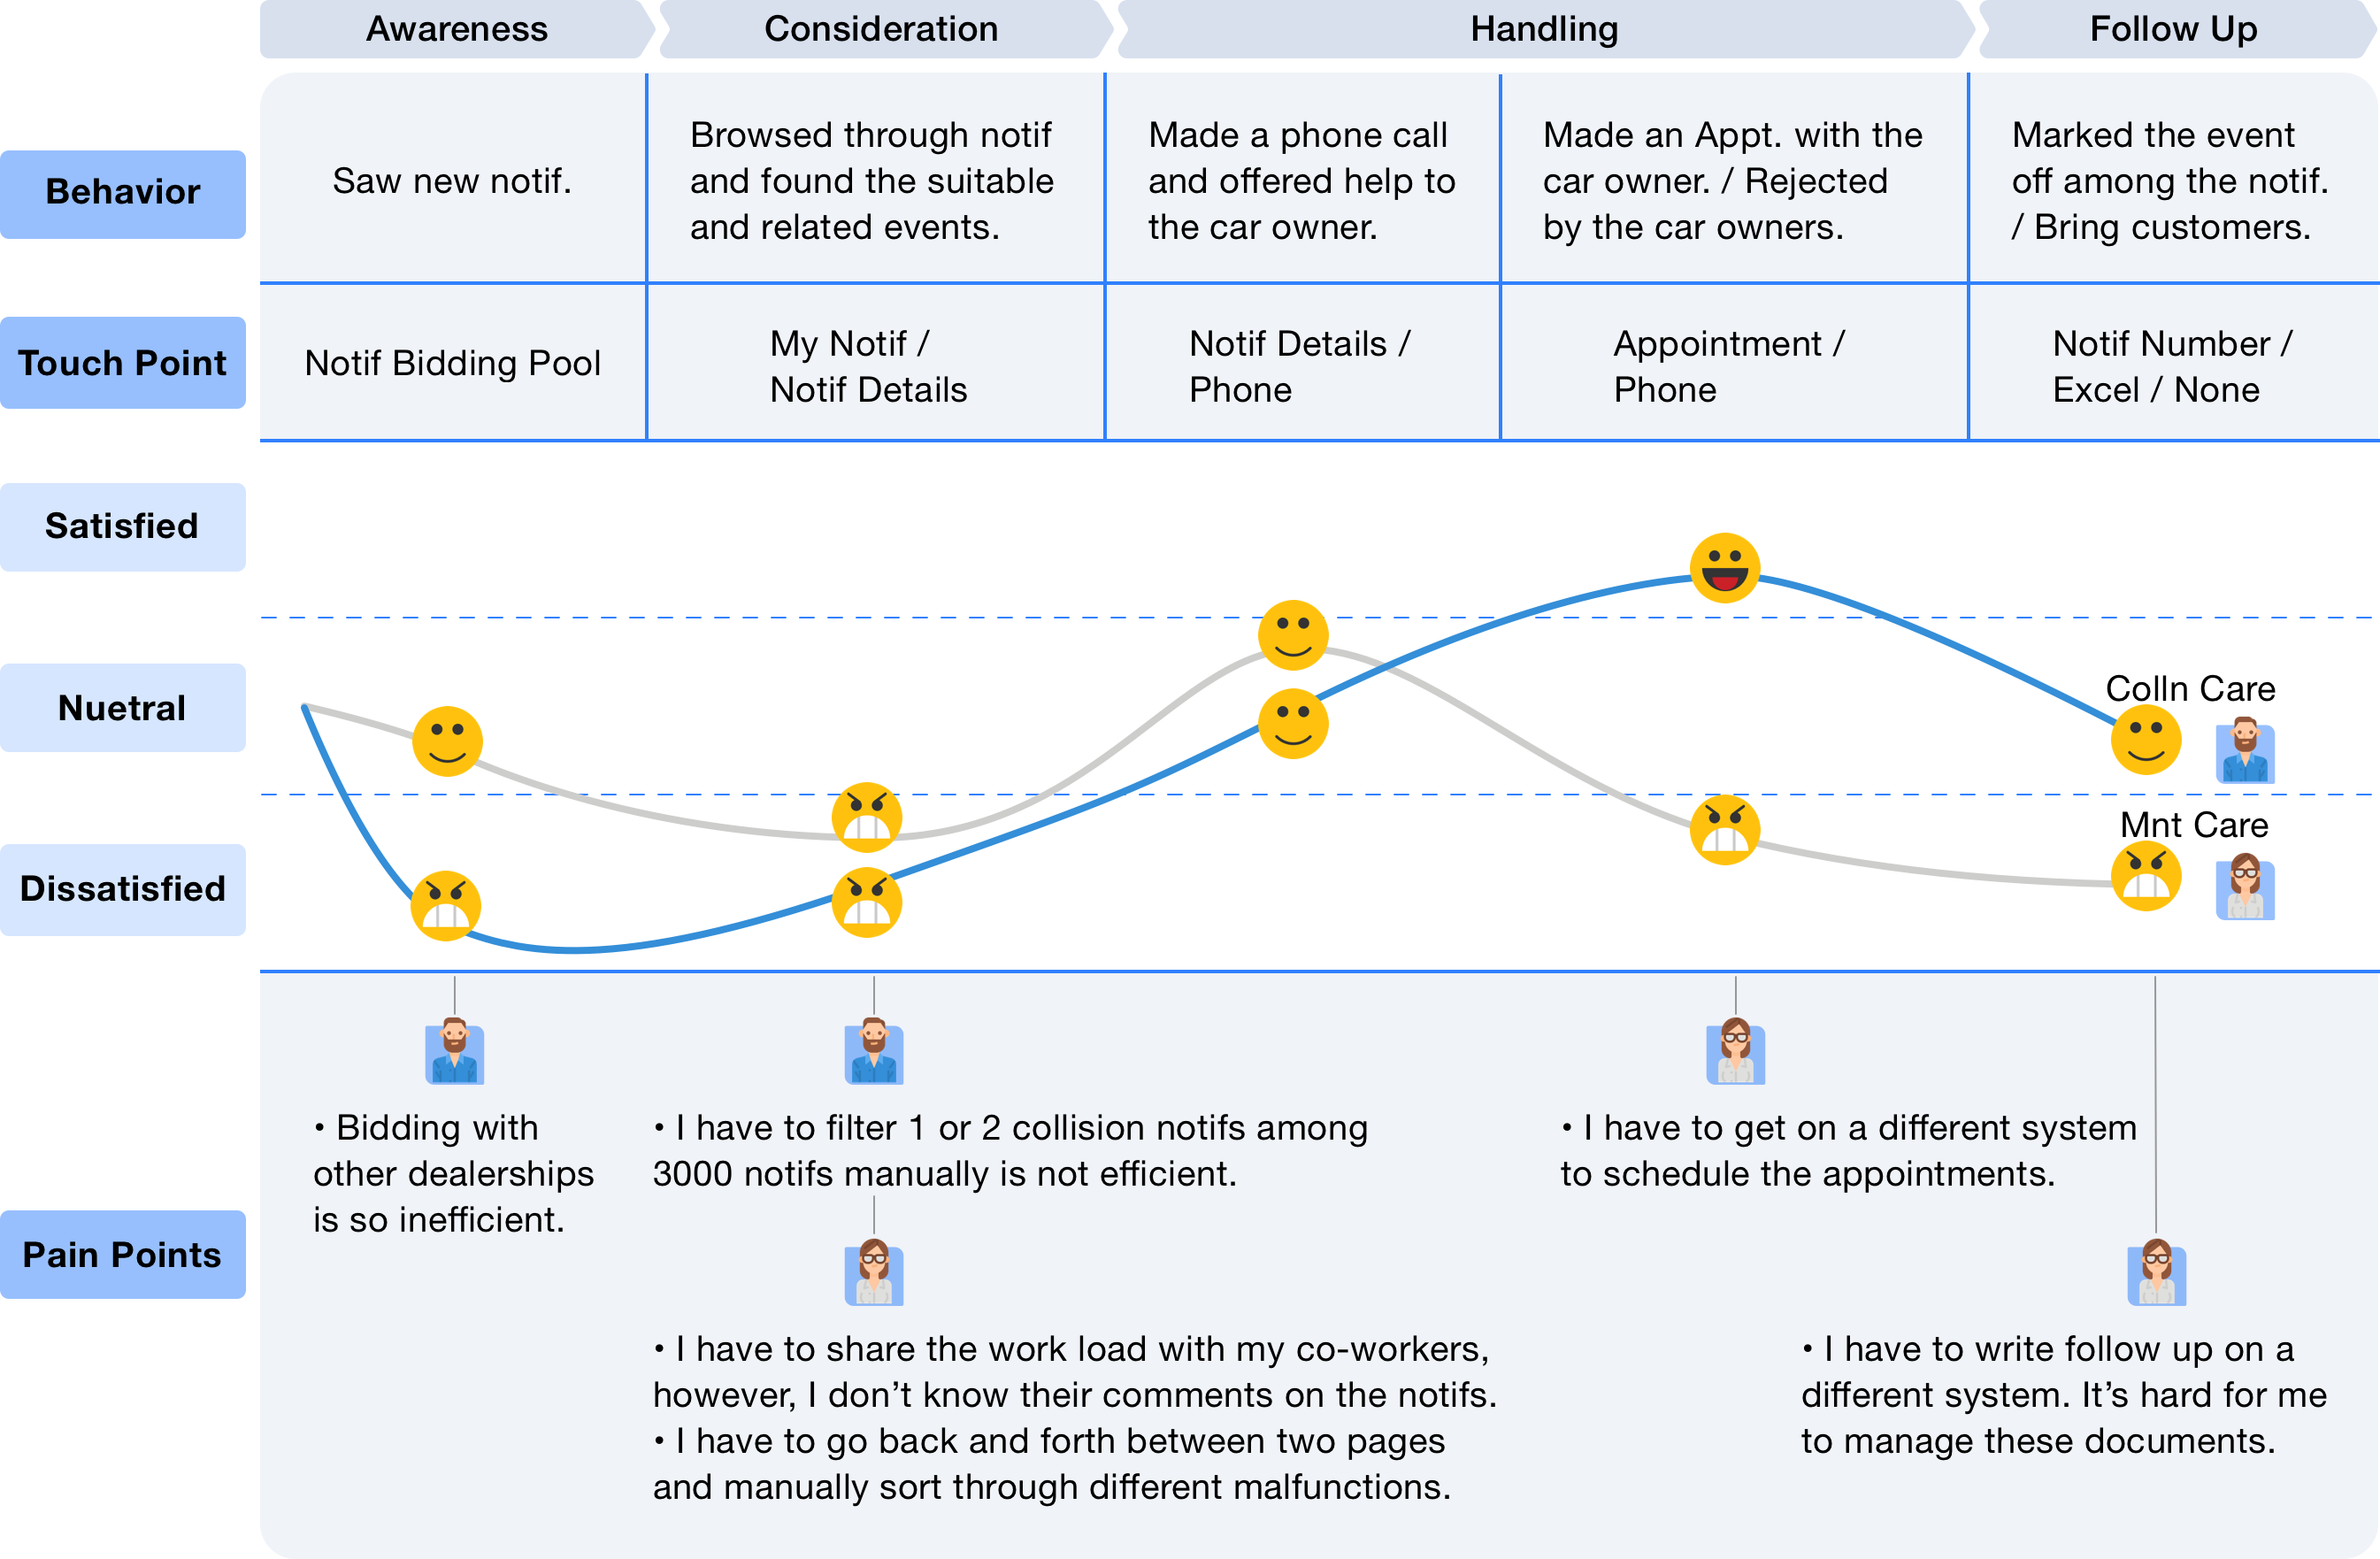 Awareness
Consideration
Handling
Follow Up
Behavior
Saw new notif.
Browsed through notif
and found the suitable
and related events.
Made a phone call
and offered help to
the car owner.
Made an Appt. with the
car owner. / Rejected
by the car owners.
Marked the event
off among the notif.
/ Bring customers.
Touch Point
Notif Bidding Pool
My Notif /
Notif Details
Notif Details /
Phone
Appointment /
Phone
Notif Number /
Excel / None
Satisfied
Nuetral
Colln Care
Mnt Care
Dissatisfied
Pain Points
• Bidding with
other dealerships
is so inefficient.
• I have to filter 1 or 2 collision notifs among
3000 notifs manually is not efficient.
• I have to share the work load with my co-workers,
however, I don’t know their comments on the notifs.
• I have to go back and forth between two pages
and manually sort through different malfunctions.
• I have to get on a different system
to schedule the appointments.
• I have to write follow up on a
different system. It’s hard for me
to manage these documents.